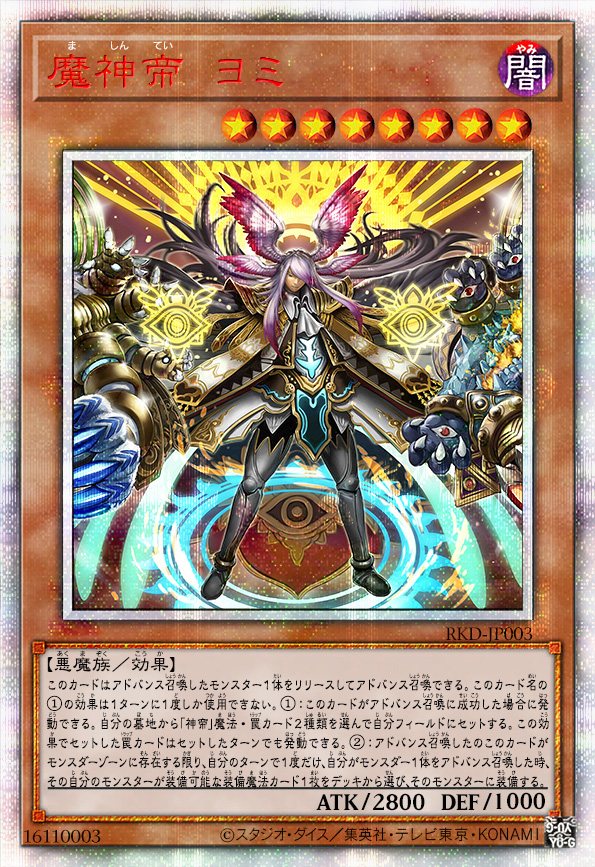 魔神帝 ヨミ
ま しん てい
闇
やみ
RKD-JP003
【悪魔族／効果】
このカードはアドバンス召喚したモンスター1体をリリースしてアドバンス召喚できる。このカード名の
①の効果は1ターンに1度しか使用できない。①：このカードがアドバンス召喚に成功した場合に発
動できる。自分の墓地から「神帝」魔法・罠カード2種類を選んで自分フィールドにセットする。この効
果でセットした罠カードはセットしたターンでも発動できる。②：アドバンス召喚したのこのカードが
モンスターゾーンに存在する限り、自分のターンで1度だけ、自分がモンスター1体をアドバンス召喚した時、
その自分のモンスターが装備可能な装備魔法カード1枚をデッキから選び、そのモンスターに装備する。
ATK/2800 DEF/1000
16110003
©スタジオ・ダイス／集英社・テレビ東京・KONAMI